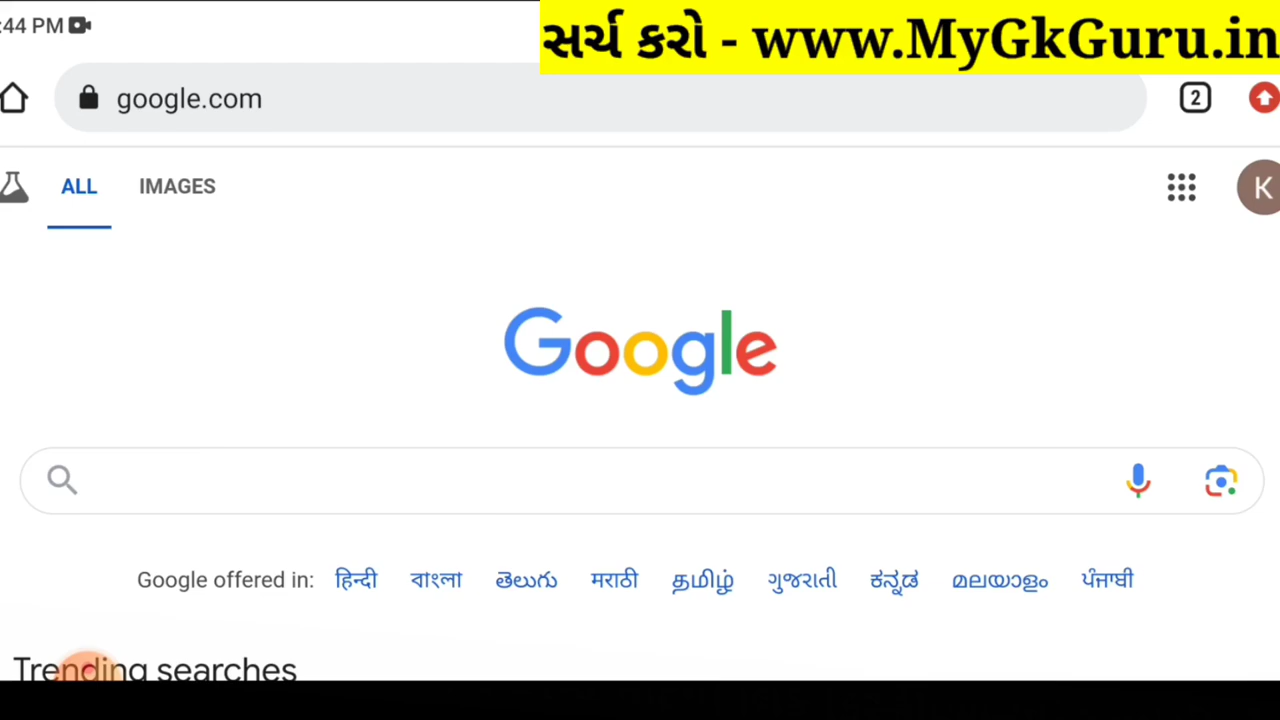 :44 PM
સર્ચ કરો - www.MyGkGuru.in
google.com
2
ALL IMAGES
K
Google
Google offered in: हिन्दी বাংলা తెలుగు मराठी தமிழ் ગુજરાતી ಕನ್ನಡ മലയാളം ਪੰਜਾਬੀ
Trending searches